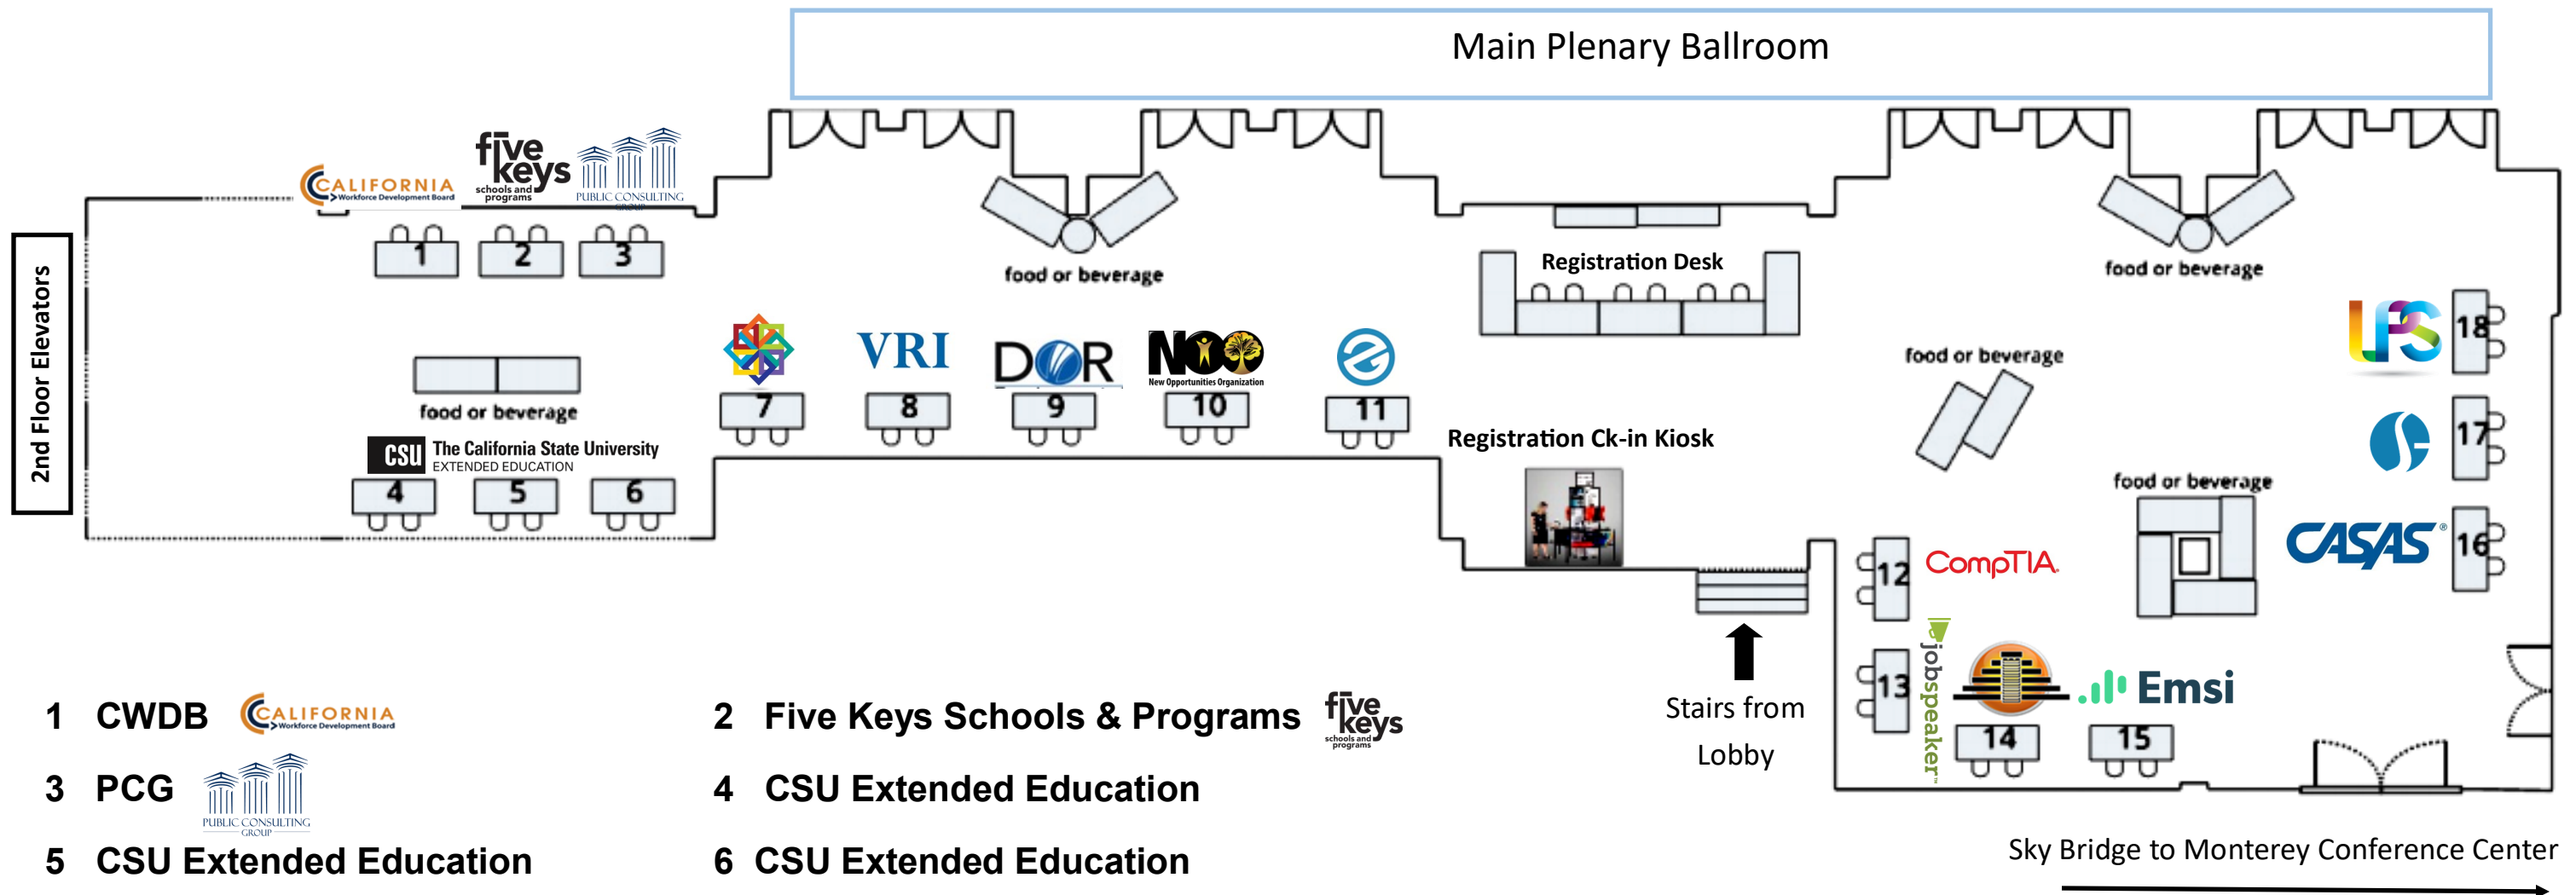 Main Plenary Ballroom
CALIFORNIA
Workforce Development Board
five
keys
schools and
programs
PUBLIC CONSULTING
GROUP
1
2
3
2nd Floor Elevators
food or beverage
Registration Desk
food or beverage
VRI
DOR
NOO
New Opportunities Organization
LPS
18
food or beverage
food or beverage
7
8
9
10
11
17
CSU The California State University
EXTENDED EDUCATION
Registration Ck-in Kiosk
4
5
6
food or beverage
CASAS®
16
12
CompTIA.
13
jobspeaker™
Emsi
14
15
Stairs from
Lobby
1 CWDB
CALIFORNIA
Workforce Development Board
2 Five Keys Schools & Programs
five
keys
schools and
programs
3 PCG
PUBLIC CONSULTING
GROUP
4 CSU Extended Education
5 CSU Extended Education
6 CSU Extended Education
Sky Bridge to Monterey Conference Center